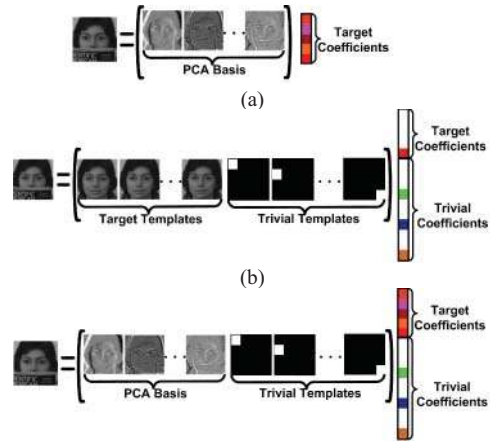 Target
Coefficients
PCA Basis
(a)
Target
Coefficients
Target Templates
Trivial Templates
Trivial
Coefficients
(b)
Target
Coefficients
PCA Basis
Trivial Templates
Trivial
Coefficients